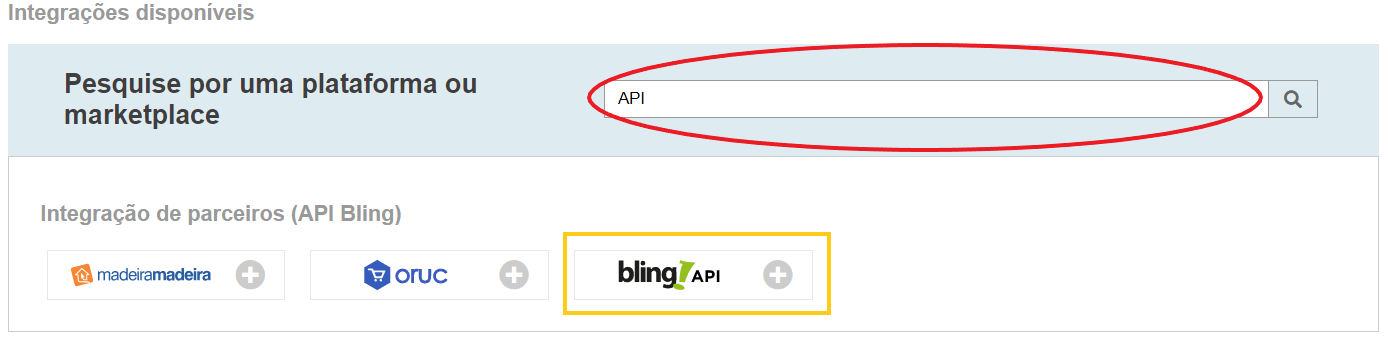 Integrações disponíveis
Pesquise por uma plataforma ou
marketplace
API
Integração de parceiros (API Bling)
madeiramadeira
oruc
bling! API